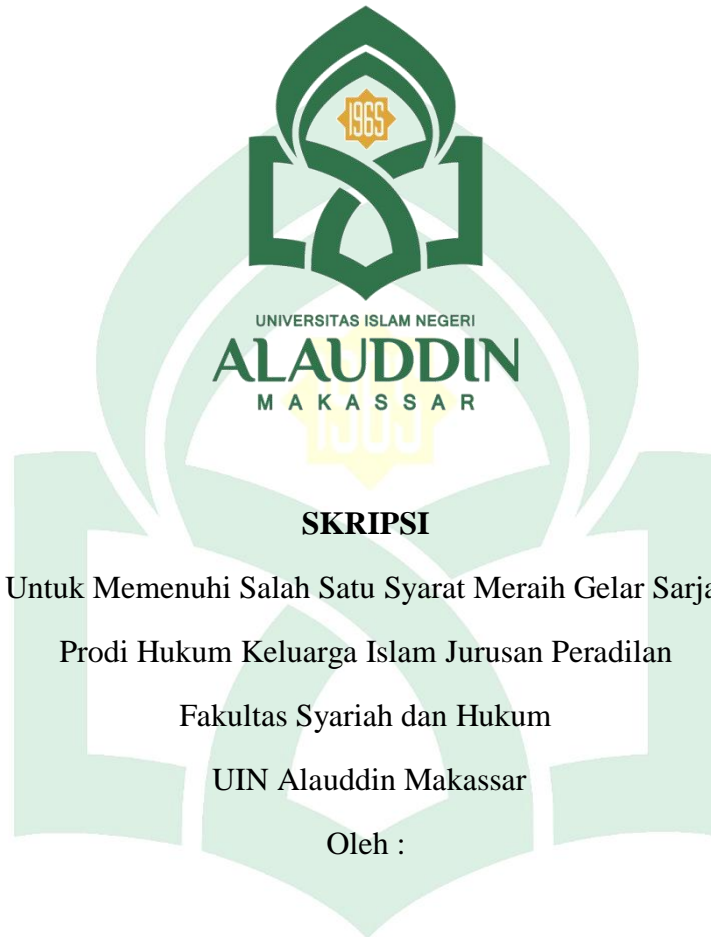 1965
UNIVERSITAS ISLAM NEGERI
ALAUDDIN
MAKASSAR
SKRIPSI
Untuk Memenuhi Salah Satu Syarat Meraih Gelar Sarja
Prodi Hukum Keluarga Islam Jurusan Peradilan
Fakultas Syariah dan Hukum
UIN Alauddin Makassar
Oleh :